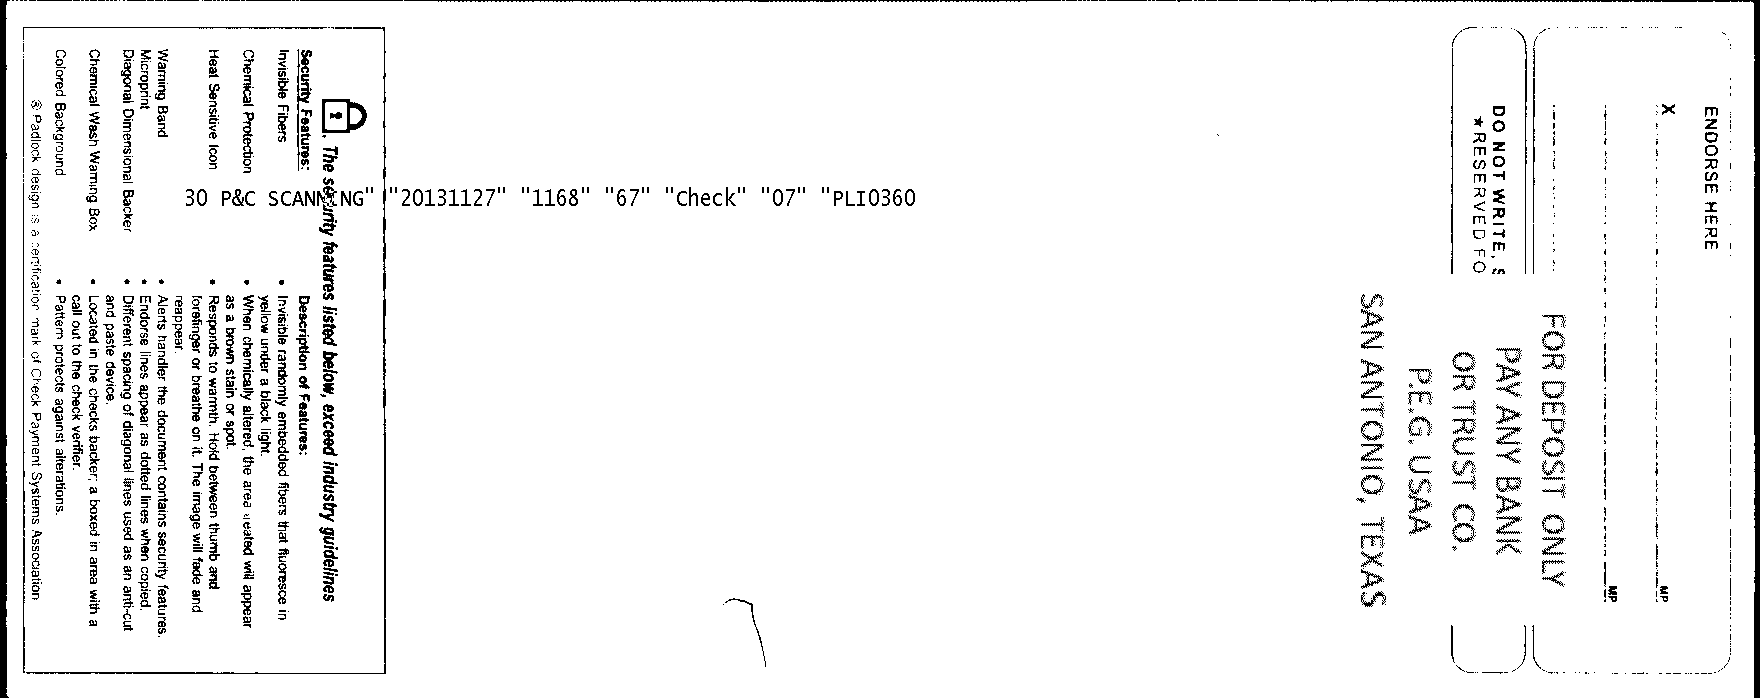 ENDORSE HERE
X
MP
MP
DO NOT WRITE, S
★RESERVED FO
FOR DEPOSIT ONLY
PAY ANY BANK
OR TRUST CO.
P.E.G. USAA
SAN ANTONIO, TEXAS
30 P&C SCANNING" "20131127" "1168" "67" "Check" "07" "PLI0360
The security features listed below, exceed industry guidelines
Security Features: Description of Features:
Invisible Fibers • Invisible randomly embedded fibers that fluoresce in
yellow under a black light.
Chemical Protection • When chemically altered, the area treated will appear
as a brown stain or spot.
Heat Sensitive Icon • Responds to warmth. Hold between thumb and
forefinger or breathe on it. The image will fade and
reappear.
Warning Band • Alerts handler the document contains security features.
Microprint • Endorse lines appear as dotted lines when copied.
Diagonal Dimensional Backer • Different spacing of diagonal lines used as an anti-cut
and paste device.
Chemical Wash Warning Box • Located in the checks backer; a boxed in area with a
call out to the check verifier.
Colored Background • Pattern protects against alterations.
® Padlock design is a certification mark of Check Payment Systems Association